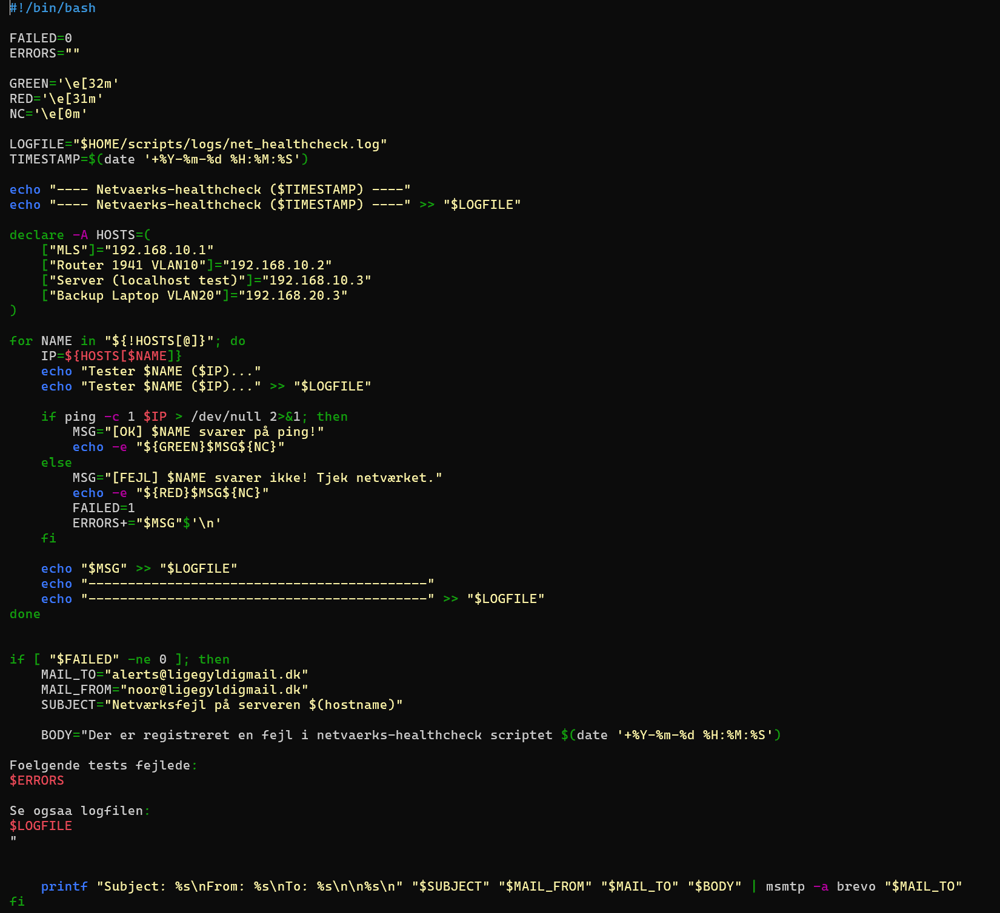 #!/bin/bash
FAILED=0
ERRORS=""
GREEN='\e[32m'
RED='\e[31m'
NC='\e[0m'
LOGFILE="$HOME/scripts/logs/net_healthcheck.log"
TIMESTAMP=$(date '+%Y-%m-%d %H:%M:%S')
echo "---- Netvaerks-healthcheck ($TIMESTAMP) ----"
echo "---- Netvaerks-healthcheck ($TIMESTAMP) ----" >> "$LOGFILE"
declare -A HOSTS=(
    ["MLS"]="192.168.10.1"
    ["Router 1941 VLAN10"]="192.168.10.2"
    ["Server (localhost test)"]="192.168.10.3"
    ["Backup Laptop VLAN20"]="192.168.20.3"
)
for NAME in "${!HOSTS[@]}"; do
    IP=${HOSTS[$NAME]}
    echo "Tester $NAME ($IP)..."
    echo "Tester $NAME ($IP)..." >> "$LOGFILE"
    if ping -c 1 $IP > /dev/null 2>&1; then
        MSG="[OK] $NAME svarer på ping!"
        echo -e "${GREEN}$MSG${NC}"
    else
        MSG="[FEJL] $NAME svarer ikke! Tjek netværket."
        echo -e "${RED}$MSG${NC}"
        FAILED=1
        ERRORS+="$MSG"$'\n'
    fi
    echo "$MSG" >> "$LOGFILE"
    echo "-------------------------------------------"
    echo "-------------------------------------------" >> "$LOGFILE"
done
if [ "$FAILED" -ne 0 ]; then
    MAIL_TO="alerts@ligegyldigmail.dk"
    MAIL_FROM="noor@ligegyldigmail.dk"
    SUBJECT="Netværksfejl på serveren $(hostname)"
    BODY="Der er registreret en fejl i netvaerks-healthcheck scriptet $(date '+%Y-%m-%d %H:%M:%S')
Foelgende tests fejlede:
$ERRORS
Se ogsaa logfilen:
$LOGFILE
"
    printf "Subject: %s\nFrom: %s\nTo: %s\n\n%s\n" "$SUBJECT" "$MAIL_FROM" "$MAIL_TO" "$BODY" | msmtp -a brevo "$MAIL_TO"
fi